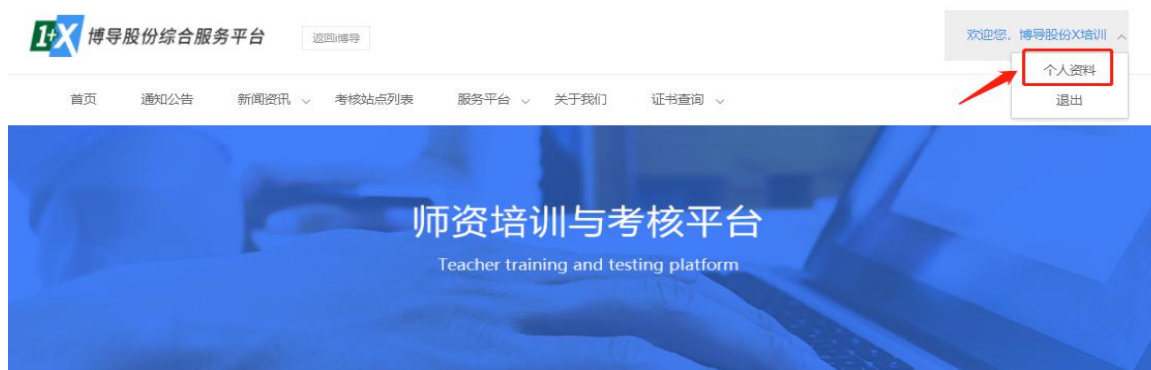 1+X 博导股份综合服务平台
返回i博导
欢迎您，博导股份X培训
个人资料
退出
首页 通知公告 新闻资讯 考核站点列表 服务平台 关于我们 证书查询
师资培训与考核平台
Teacher training and testing platform